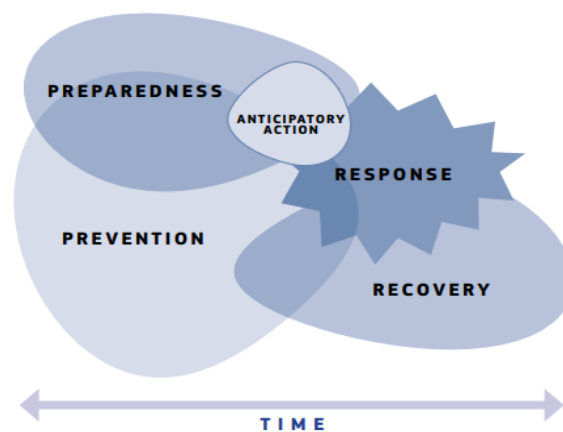 PREPAREDNESS
ANTICIPATORY
ACTION
RESPONSE
PREVENTION
RECOVERY
TIME